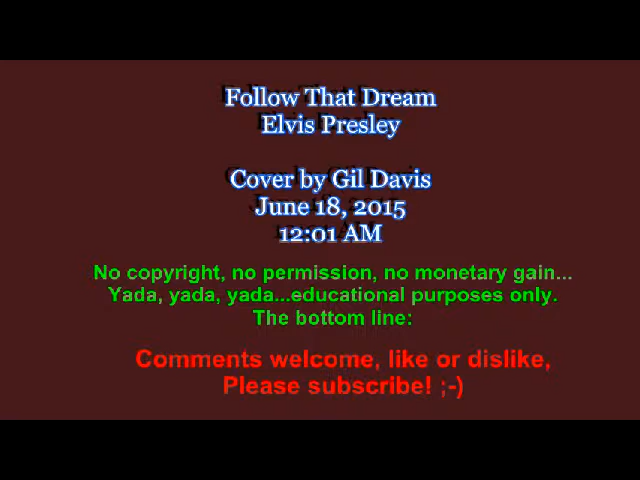 Follow That Dream
Elvis Presley
Cover by Gil Davis
June 18, 2015
12:01 AM
No copyright, no permission, no monetary gain...
Yada, yada, yada...educational purposes only.
The bottom line:
Comments welcome, like or dislike,
Please subscribe! ;-)